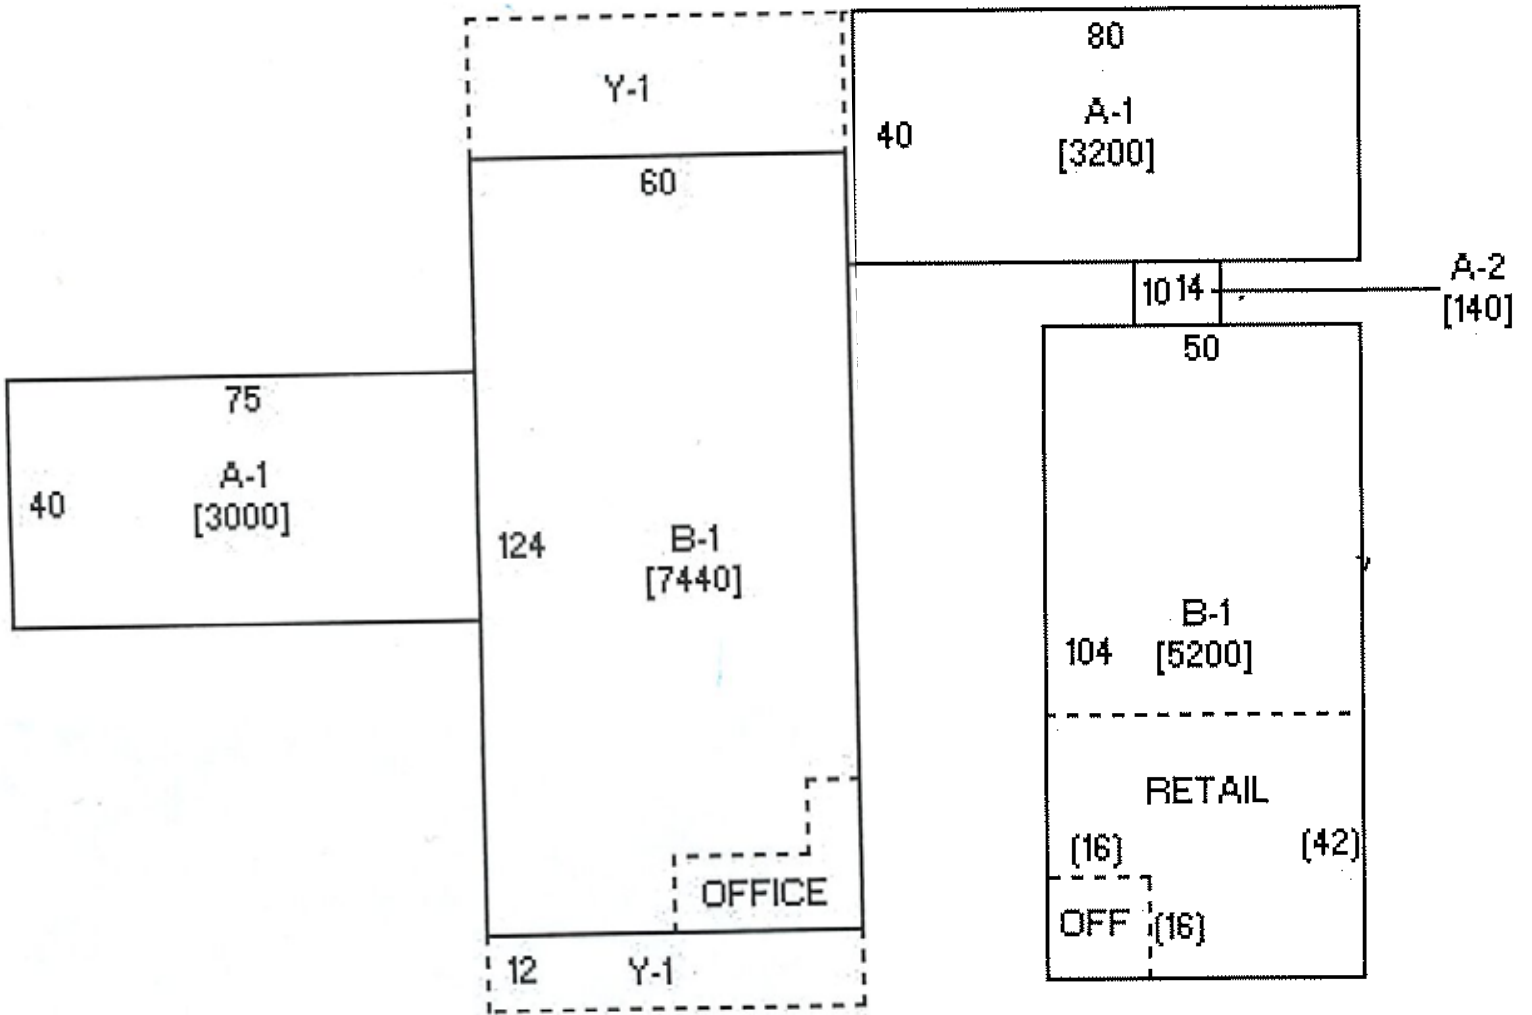 Y-1
60
124
B-1
[7440]
OFFICE
12
Y-1
75
40
A-1
[3000]
80
40
A-1
[3200]
10
14
A-2
[140]
50
104
B-1
[5200]
RETAIL
(16)
(42)
OFF
(16)